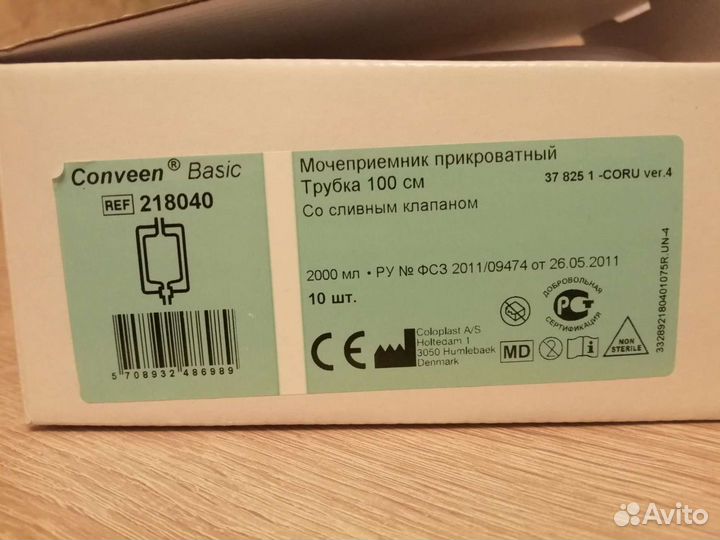 Conveen® Basic
REF 218040
5 708932 486989
Мочеприемник прикроватный
Трубка 100 см
37 825 1 -CORU ver.4
Со сливным клапаном
2000 мл • РУ № ФСЗ 2011/09474 от 26.05.2011
10 шт.
CE
Coloplast A/S
Holtedam 1
3050 Humlebaek
Denmark
MD
ДОБРОВОЛЬНАЯ
РСТ
СЕРТИФИКАЦИЯ
NON
STERILE
332892180401075R UN-4
Avito